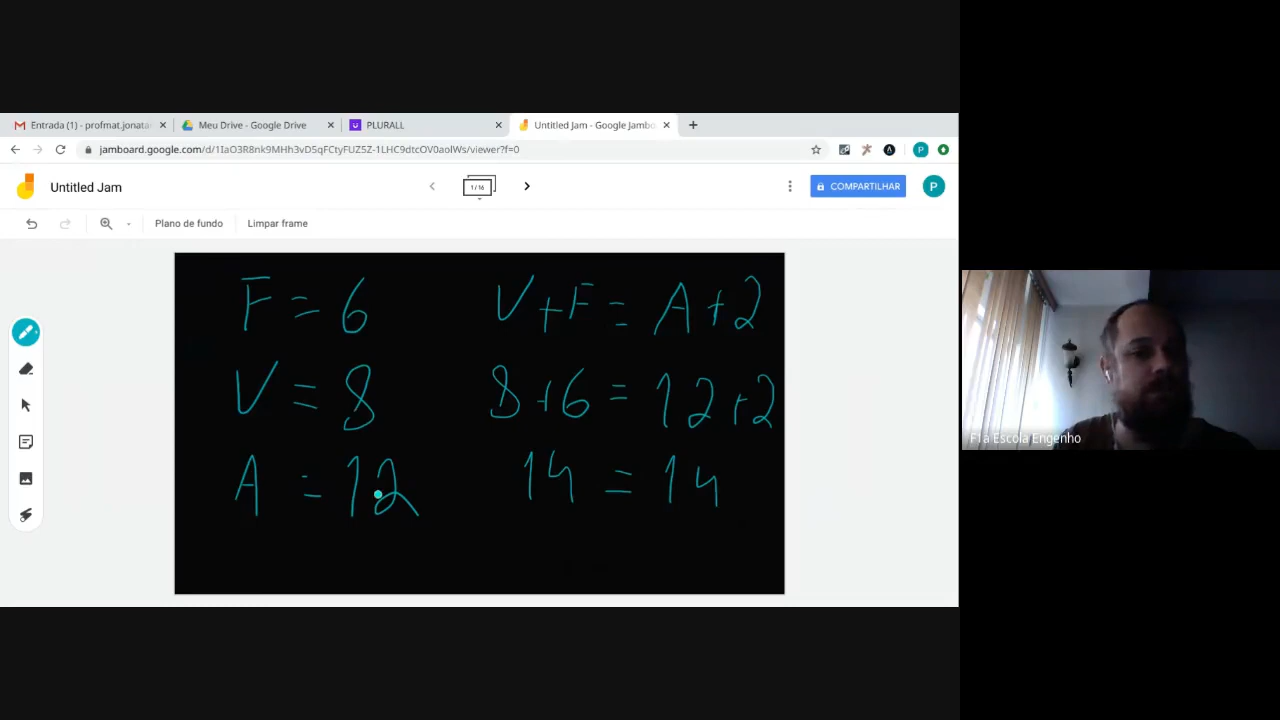 Entrada (1) - profmat.jonata
Meu Drive - Google Drive
PLURALL
Untitled Jam - Google Jambo
jamboard.google.com/d/1IaO3R8nk9MHh3vD5qFCtyFUZ5Z-1LHC9dtcOV0aoIWs/viewer?f=0
P
Untitled Jam
1/16
COMPARTILHAR
P
Plano de fundo
Limpar frame
F = 6
V = 8
A = 12
V + F = A + 2
8 + 6 = 12 + 2
14 = 14
F1a Escola Engenho